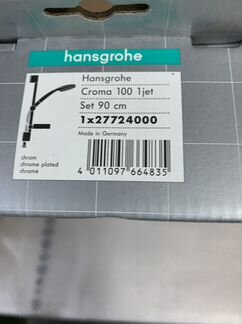 hansgrohe
Hansgrohe
Croma 100 1jet
Set 90 cm
1x27724000
Made in Germany
chrom
chrome plated
chromé
4 011097 664835